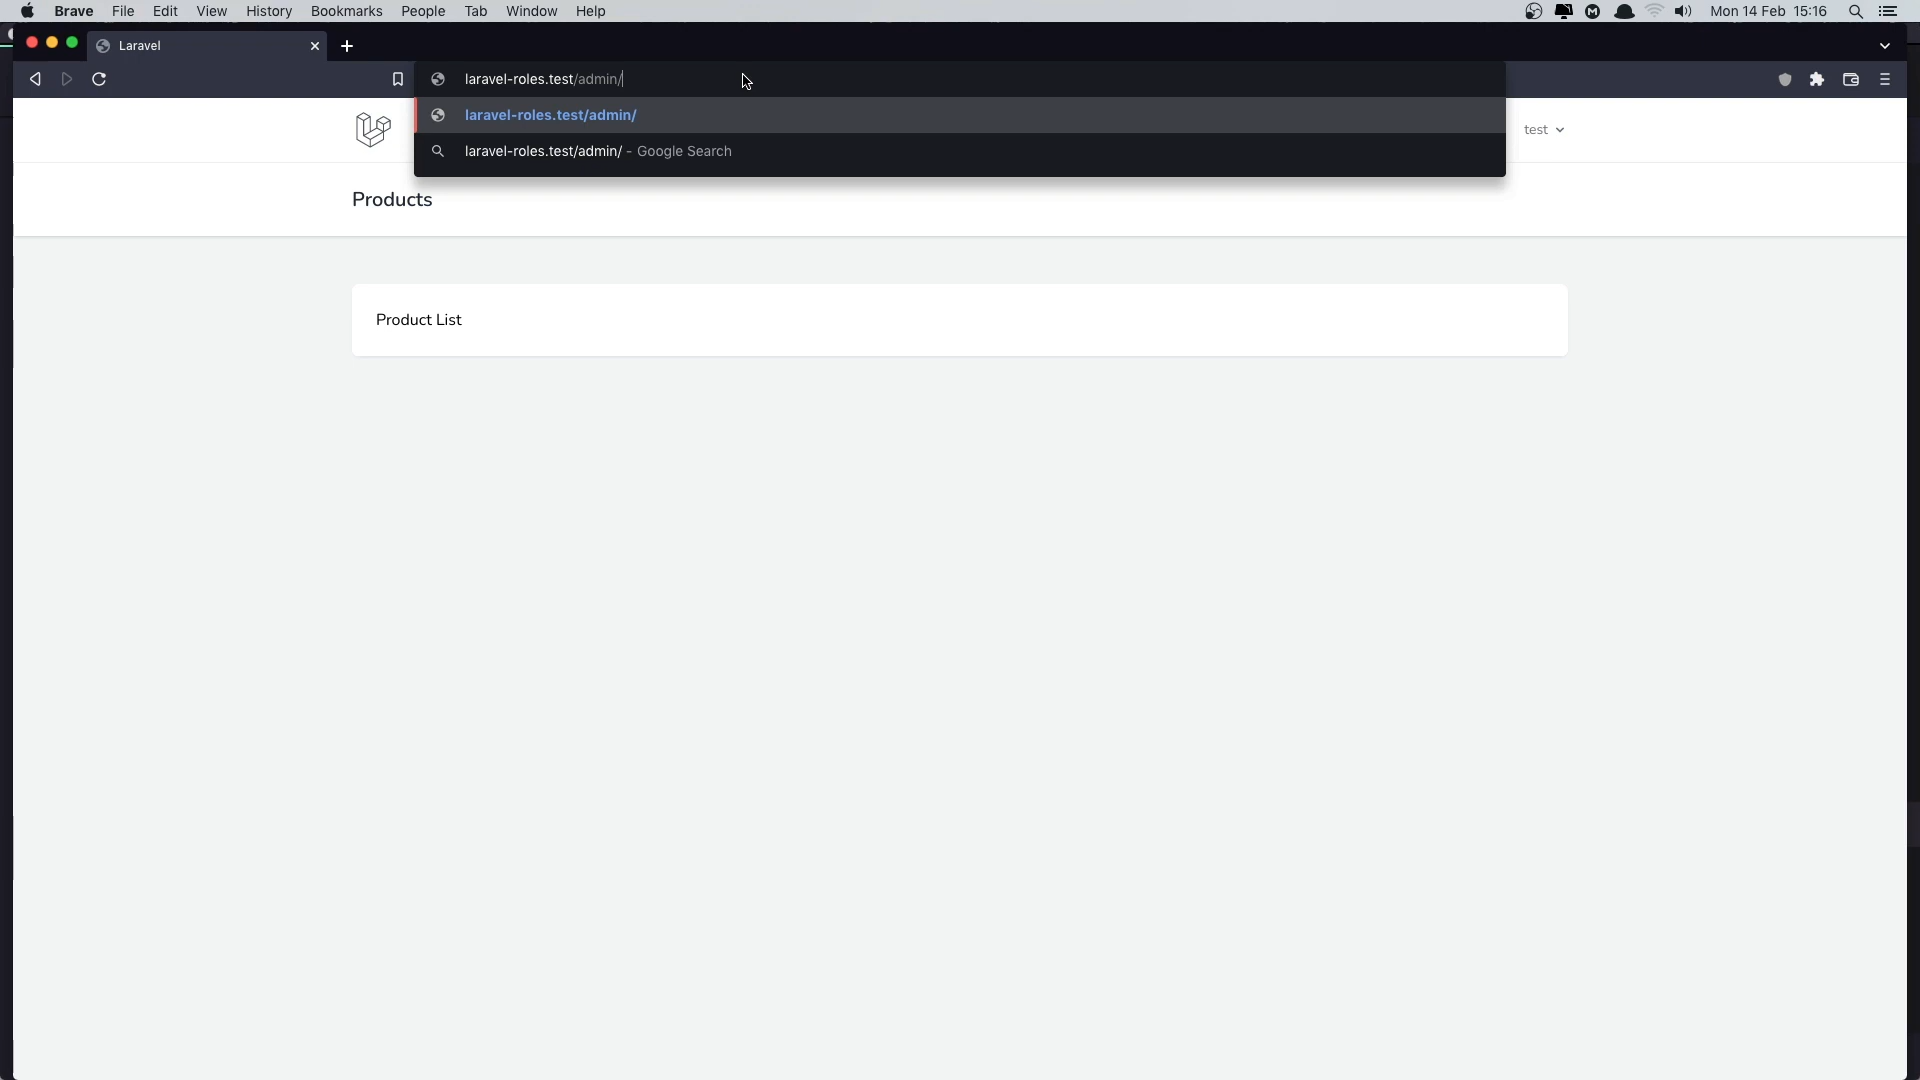 Brave File Edit View History Bookmarks People Tab Window Help Mon 14 Feb 15:16
Laravel
laravel-roles.test/admin/
laravel-roles.test/admin/
laravel-roles.test/admin/ - Google Search
test
Products
Product List